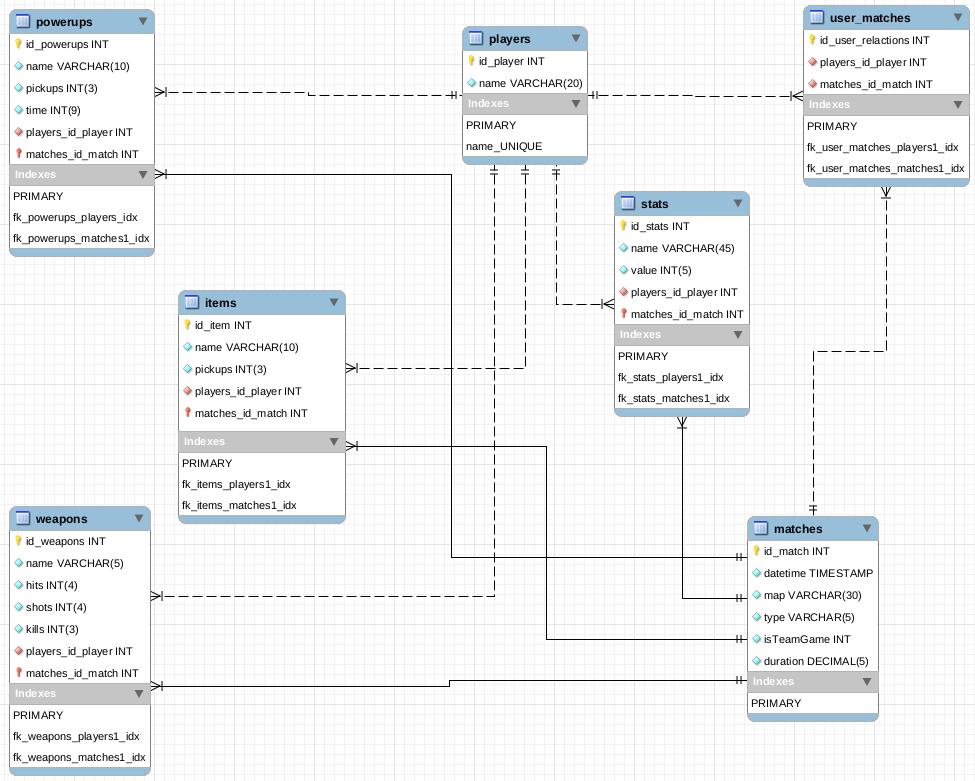 powerups
id_powerups INT
name VARCHAR(10)
pickups INT(3)
time INT(9)
players_id_player INT
matches_id_match INT
Indexes
PRIMARY
fk_powerups_players_idx
fk_powerups_matches1_idx
players
id_player INT
name VARCHAR(20)
Indexes
PRIMARY
name_UNIQUE
user_matches
id_user_relactions INT
players_id_player INT
matches_id_match INT
Indexes
PRIMARY
fk_user_matches_players1_idx
fk_user_matches_matches1_idx
stats
id_stats INT
name VARCHAR(45)
value INT(5)
players_id_player INT
matches_id_match INT
Indexes
PRIMARY
fk_stats_players1_idx
fk_stats_matches1_idx
items
id_item INT
name VARCHAR(10)
pickups INT(3)
players_id_player INT
matches_id_match INT
Indexes
PRIMARY
fk_items_players1_idx
fk_items_matches1_idx
weapons
id_weapons INT
name VARCHAR(5)
hits INT(4)
shots INT(4)
kills INT(3)
players_id_player INT
matches_id_match INT
Indexes
PRIMARY
fk_weapons_players1_idx
fk_weapons_matches1_idx
matches
id_match INT
datetime TIMESTAMP
map VARCHAR(30)
type VARCHAR(5)
isTeamGame INT
duration DECIMAL(5)
Indexes
PRIMARY